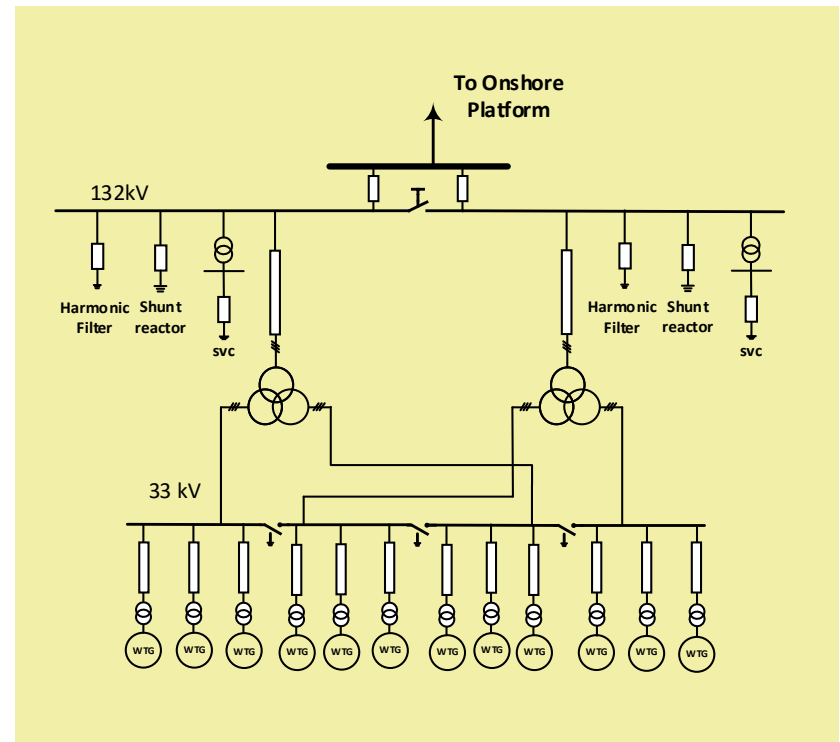 To Onshore
Platform
132kV
Harmonic
Filter
Shunt
reactor
svc
Harmonic
Filter
Shunt
reactor
svc
33 kV
WTG
WTG
WTG
WTG
WTG
WTG
WTG
WTG
WTG
WTG
WTG
WTG